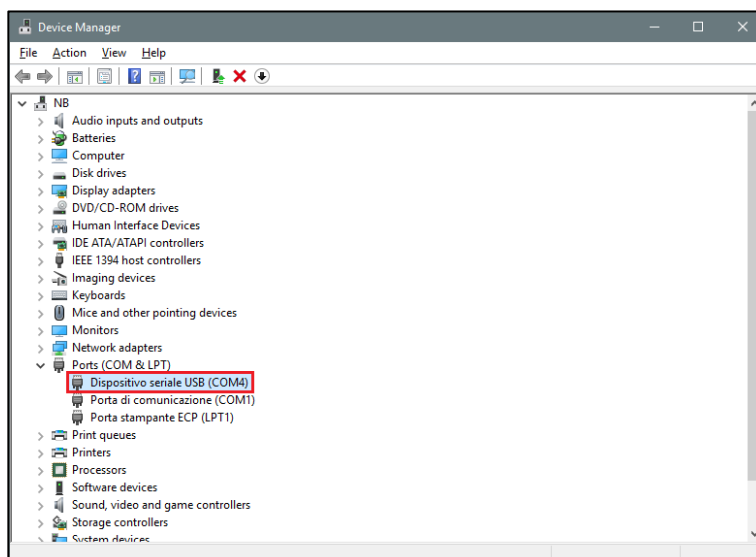 Device Manager
File Action View Help
NB
Audio inputs and outputs
Batteries
Computer
Disk drives
Display adapters
DVD/CD-ROM drives
Human Interface Devices
IDE ATA/ATAPI controllers
IEEE 1394 host controllers
Imaging devices
Keyboards
Mice and other pointing devices
Monitors
Network adapters
Ports (COM & LPT)
Dispositivo seriale USB (COM4)
Porta di comunicazione (COM1)
Porta stampante ECP (LPT1)
Print queues
Printers
Processors
Software devices
Sound, video and game controllers
Storage controllers
System devices